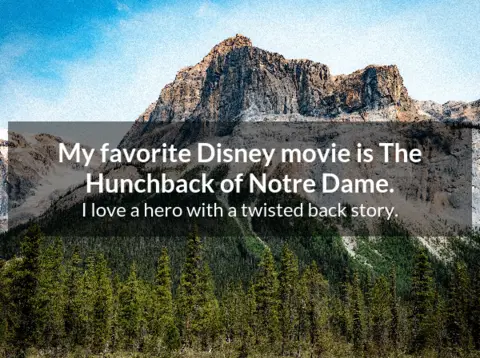 My favorite Disney movie is The
Hunchback of Notre Dame.
I love a hero with a twisted back story.